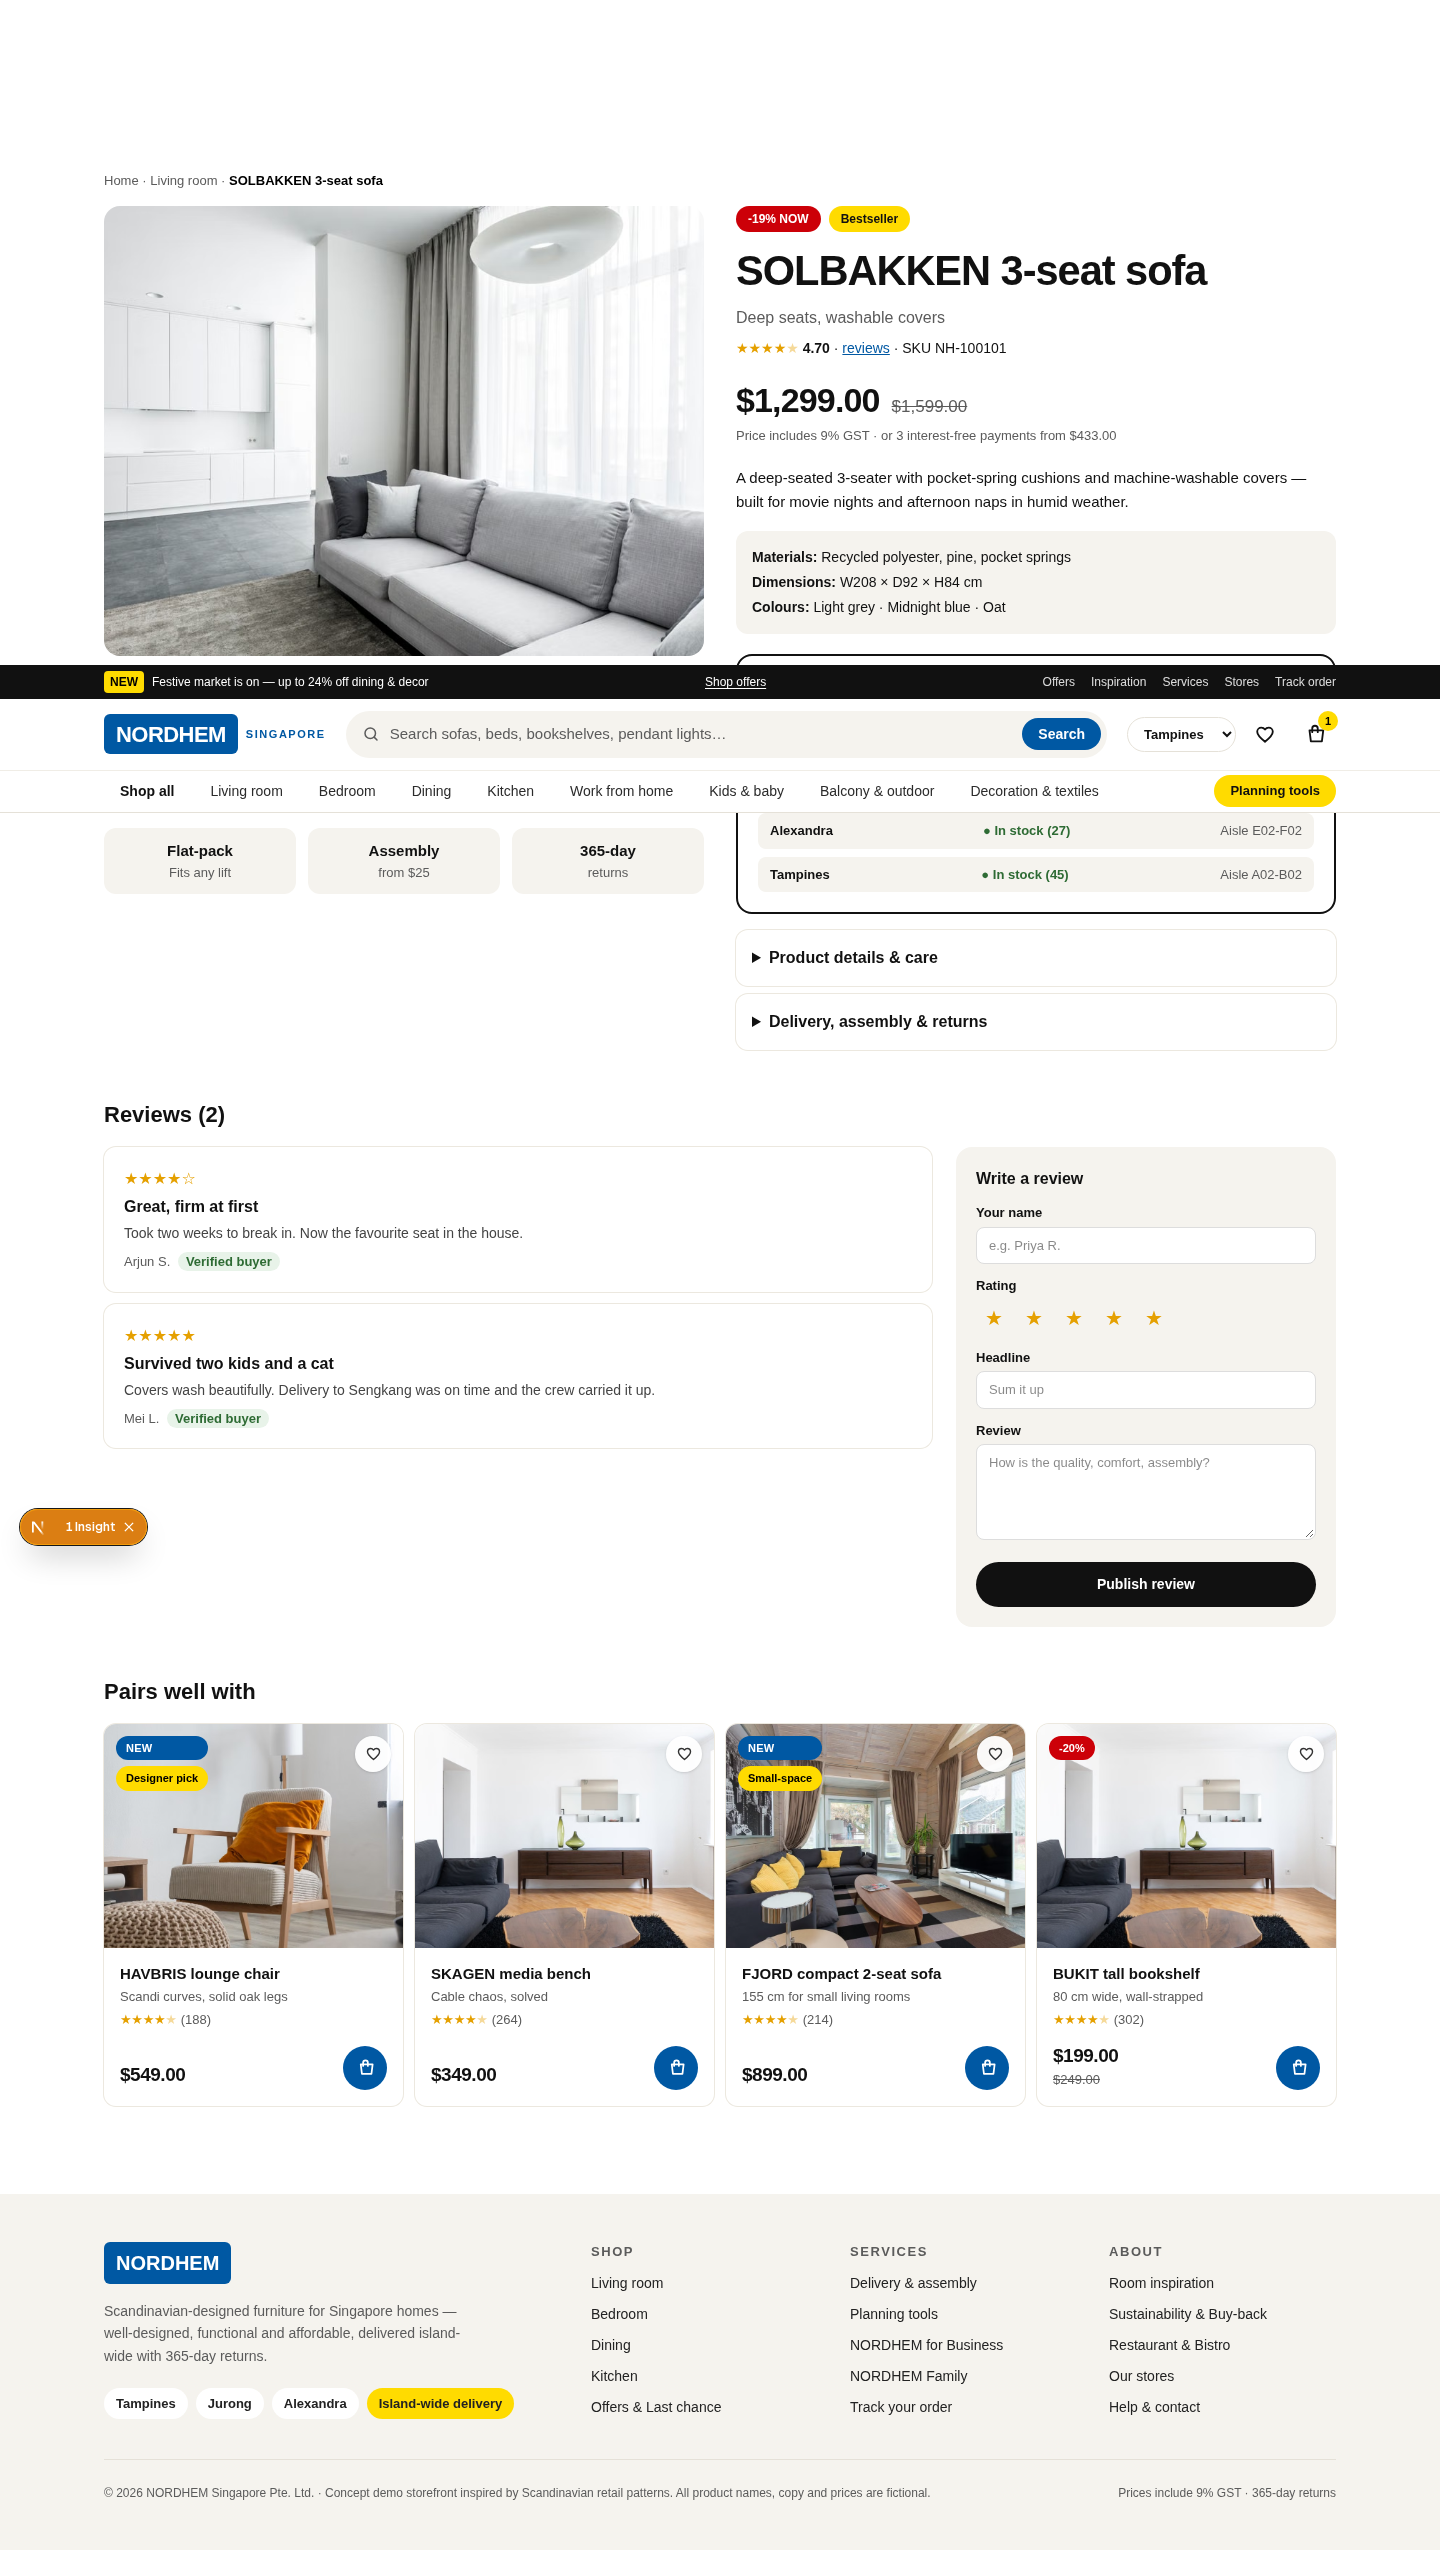 Home · Living room · SOLBAKKEN 3-seat sofa
-19% NOW
Bestseller
SOLBAKKEN 3-seat sofa
Deep seats, washable covers
★★★★★ 4.70 · reviews · SKU NH-100101
$1,299.00 $1,599.00
Price includes 9% GST · or 3 interest-free payments from $433.00
A deep-seated 3-seater with pocket-spring cushions and machine-washable covers —
built for movie nights and afternoon naps in humid weather.
Materials: Recycled polyester, pine, pocket springs
Dimensions: W208 × D92 × H84 cm
Colours: Light grey · Midnight blue · Oat
NEW Festive market is on — up to 24% off dining & decor
Shop offers
Offers Inspiration Services Stores Track order
NORDHEM SINGAPORE
Search sofas, beds, bookshelves, pendant lights…
Search
Tampines
1
Shop all Living room Bedroom Dining Kitchen Work from home Kids & baby Balcony & outdoor Decoration & textiles
Planning tools
Flat-pack
Fits any lift
Assembly
from $25
365-day
returns
Alexandra ● In stock (27) Aisle E02-F02
Tampines ● In stock (45) Aisle A02-B02
Product details & care
Delivery, assembly & returns
Reviews (2)
★★★★☆
Great, firm at first
Took two weeks to break in. Now the favourite seat in the house.
Arjun S. Verified buyer
★★★★★
Survived two kids and a cat
Covers wash beautifully. Delivery to Sengkang was on time and the crew carried it up.
Mei L. Verified buyer
Write a review
Your name
e.g. Priya R.
Rating
★ ★ ★ ★ ★
Headline
Sum it up
Review
How is the quality, comfort, assembly?
Publish review
N 1 Insight
Pairs well with
NEW
Designer pick
HAVBRIS lounge chair
Scandi curves, solid oak legs
★★★★★ (188)
$549.00
SKAGEN media bench
Cable chaos, solved
★★★★★ (264)
$349.00
NEW
Small-space
FJORD compact 2-seat sofa
155 cm for small living rooms
★★★★★ (214)
$899.00
-20%
BUKIT tall bookshelf
80 cm wide, wall-strapped
★★★★★ (302)
$199.00
$249.00
NORDHEM
Scandinavian-designed furniture for Singapore homes —
well-designed, functional and affordable, delivered island-
wide with 365-day returns.
Tampines Jurong Alexandra Island-wide delivery
SHOP
Living room
Bedroom
Dining
Kitchen
Offers & Last chance
SERVICES
Delivery & assembly
Planning tools
NORDHEM for Business
NORDHEM Family
Track your order
ABOUT
Room inspiration
Sustainability & Buy-back
Restaurant & Bistro
Our stores
Help & contact
© 2026 NORDHEM Singapore Pte. Ltd. · Concept demo storefront inspired by Scandinavian retail patterns. All product names, copy and prices are fictional.
Prices include 9% GST · 365-day returns